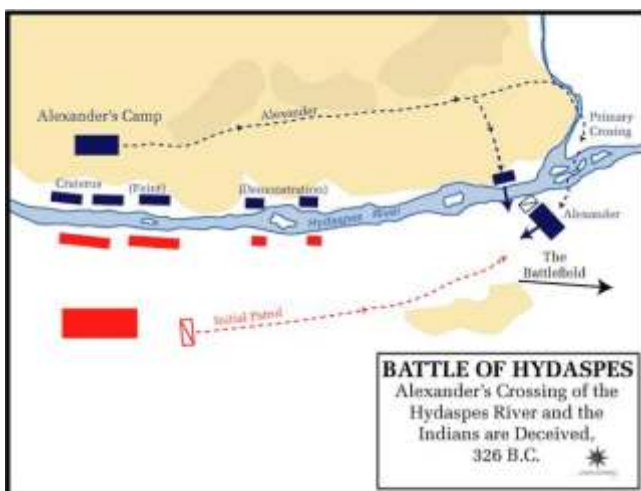 Alexander's Camp
Alexander
Primary
Crosing
Craterus
(Feint)
(Demonstration)
Hydaspes River
Alexander
The
Battlefield
Initial Patrol
BATTLE OF HYDASPES
Alexander's Crossing of the
Hydaspes River and the
Indians are Deceived,
326 B.C.